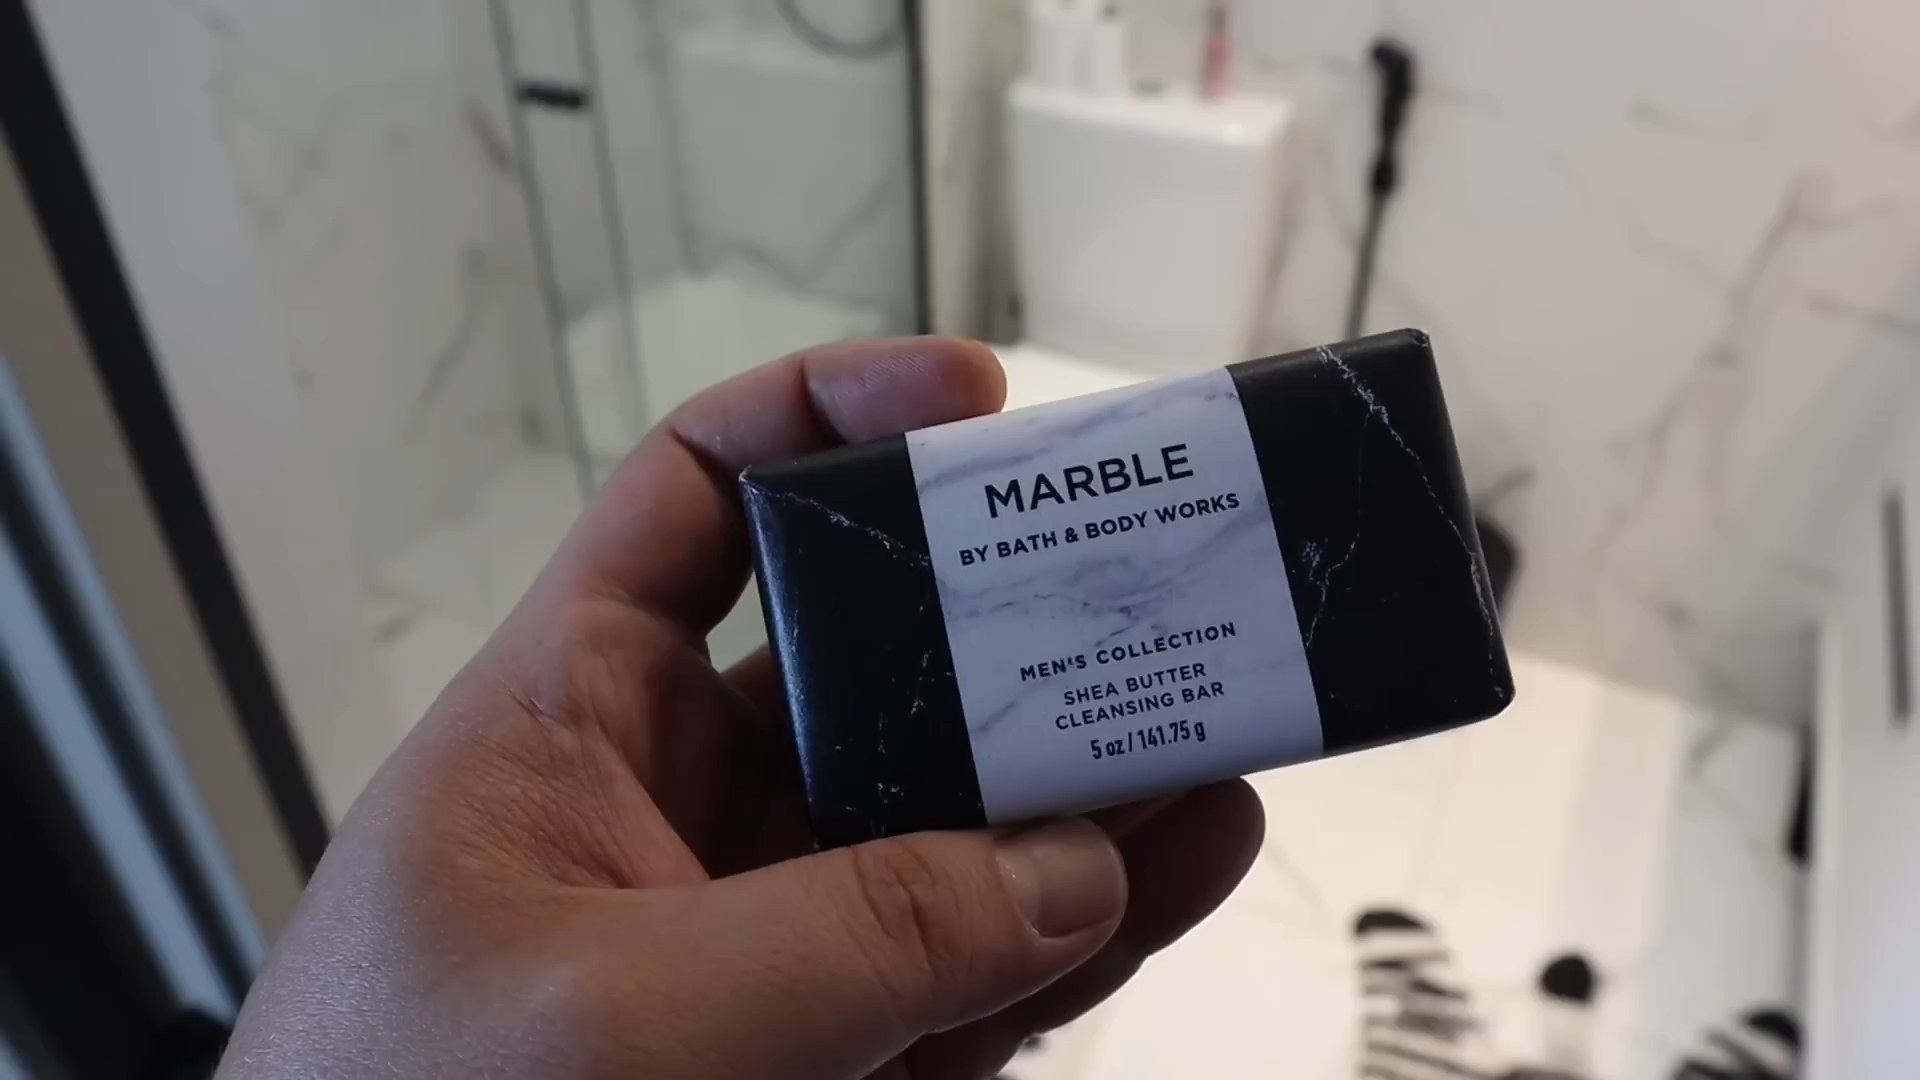 MARBLE
BY BATH & BODY WORKS
MEN'S COLLECTION
SHEA BUTTER
CLEANSING BAR
5 oz / 141.75 g